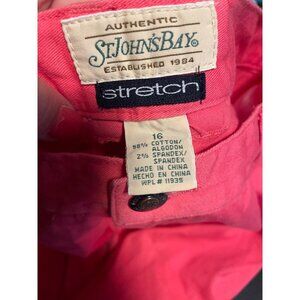 AUTHENTIC
ST. JOHN'S BAY®
ESTABLISHED 1984
stretch
16
98% COTTON/
ALGODON
2% SPANDEX/
SPANDEX
MADE IN CHINA
HECHO EN CHINA
WPL# 11935